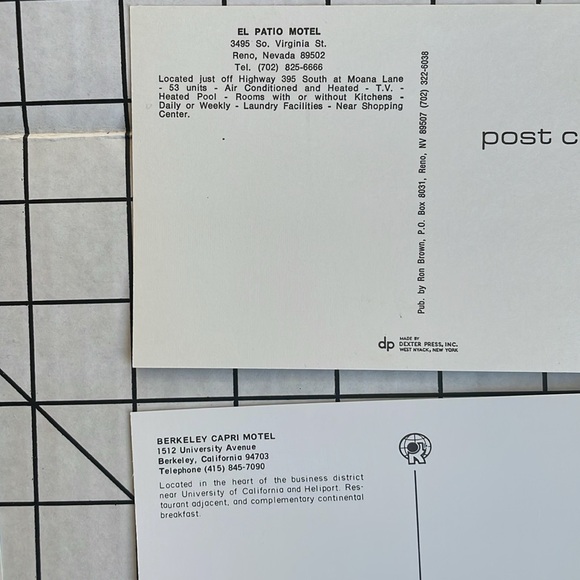 EL PATIO MOTEL
3495 So. Virginia St.
Reno, Nevada 89502
Tel. (702) 825-6666
Located just off Highway 395 South at Moana Lane
- 53 units - Air Conditioned and Heated - T.V. -
Heated Pool - Rooms with or without Kitchens -
Daily or Weekly - Laundry Facilities - Near Shopping
Center.
Pub. by Ron Brown, P.O. Box 8031, Reno, NV 89507 (702) 322-6038
post c
dp
MADE BY
DEXTER PRESS, INC.
WEST NYACK, NEW YORK
BERKELEY CAPRI MOTEL
1512 University Avenue
Berkeley, California 94703
Telephone (415) 845-7090
Located in the heart of the business district
near University of California and Heliport. Res-
taurant adjacent, and complementary continental
breakfast.
R